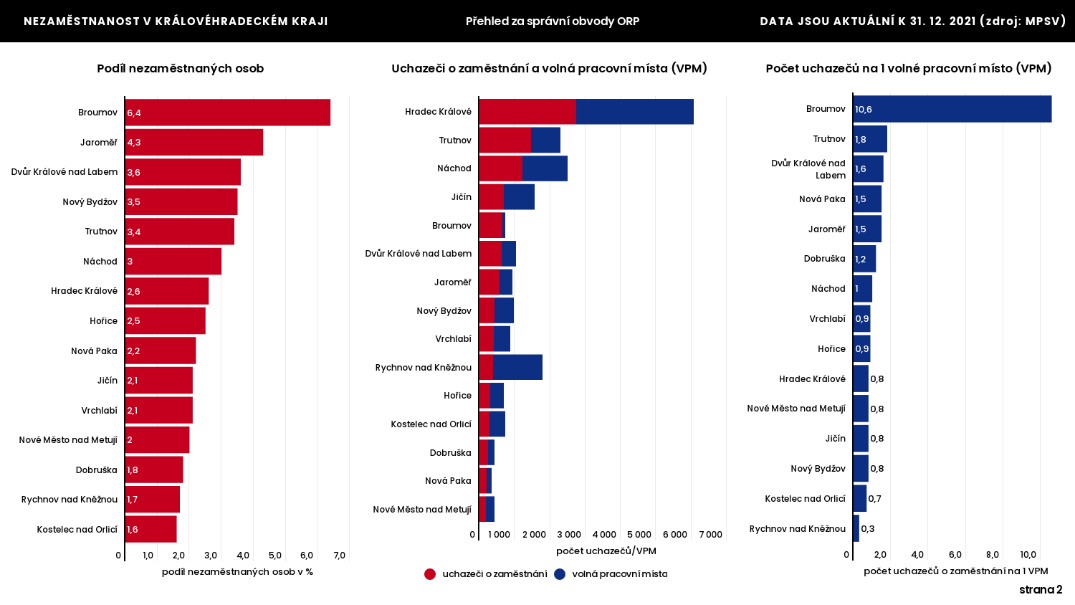 NEZAMĚSTNANOST V KRÁLOVÉHRADECKÉM KRAJI
Přehled za správní obvody ORP
DATA JSOU AKTUÁLNÍ K 31. 12. 2021 (zdroj: MPSV)
Podíl nezaměstnaných osob
Broumov 6,4
Jaroměř 4,3
Dvůr Králové nad Labem 3,6
Nový Bydžov 3,5
Trutnov 3,4
Náchod 3
Hradec Králové 2,6
Hořice 2,5
Nová Paka 2,2
Jičín 2,1
Vrchlabí 2,1
Nové Město nad Metují 2
Dobruška 1,8
Rychnov nad Kněžnou 1,7
Kostelec nad Orlicí 1,6
0 1,0 2,0 3,0 4,0 5,0 6,0 7,0
podíl nezaměstnaných osob v %
Uchazeči o zaměstnání a volná pracovní místa (VPM)
Hradec Králové
Trutnov
Náchod
Jičín
Broumov
Dvůr Králové nad Labem
Jaroměř
Nový Bydžov
Vrchlabí
Rychnov nad Kněžnou
Hořice
Kostelec nad Orlicí
Dobruška
Nová Paka
Nové Město nad Metují
0 1 000 2 000 3 000 4 000 5 000 6 000 7 000
počet uchazečů/VPM
uchazeči o zaměstnání volná pracovní místa
Počet uchazečů na 1 volné pracovní místo (VPM)
Broumov 10,6
Trutnov 1,8
Dvůr Králové nad
Labem 1,6
Nová Paka 1,5
Jaroměř 1,5
Dobruška 1,2
Náchod 1
Vrchlabí 0,9
Hořice 0,9
Hradec Králové 0,8
Nové Město nad Metují 0,8
Jičín 0,8
Nový Bydžov 0,8
Kostelec nad Orlicí 0,7
Rychnov nad Kněžnou 0,3
0 2,0 4,0 6,0 8,0 10,0
počet uchazečů o zaměstnání na 1 VPM
strana 2